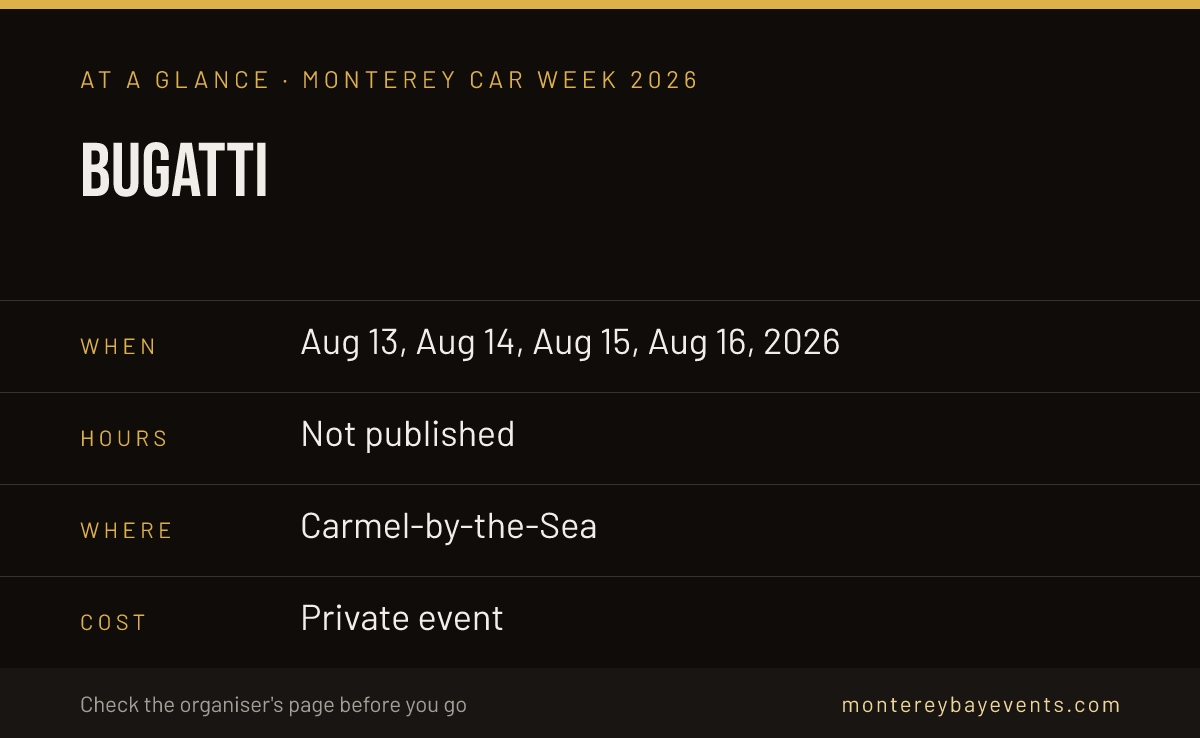 AT A GLANCE · MONTEREY CAR WEEK 2026
BUGATTI
WHEN Aug 13, Aug 14, Aug 15, Aug 16, 2026
HOURS Not published
WHERE Carmel-by-the-Sea
COST Private event
Check the organiser's page before you go montereybayevents.com